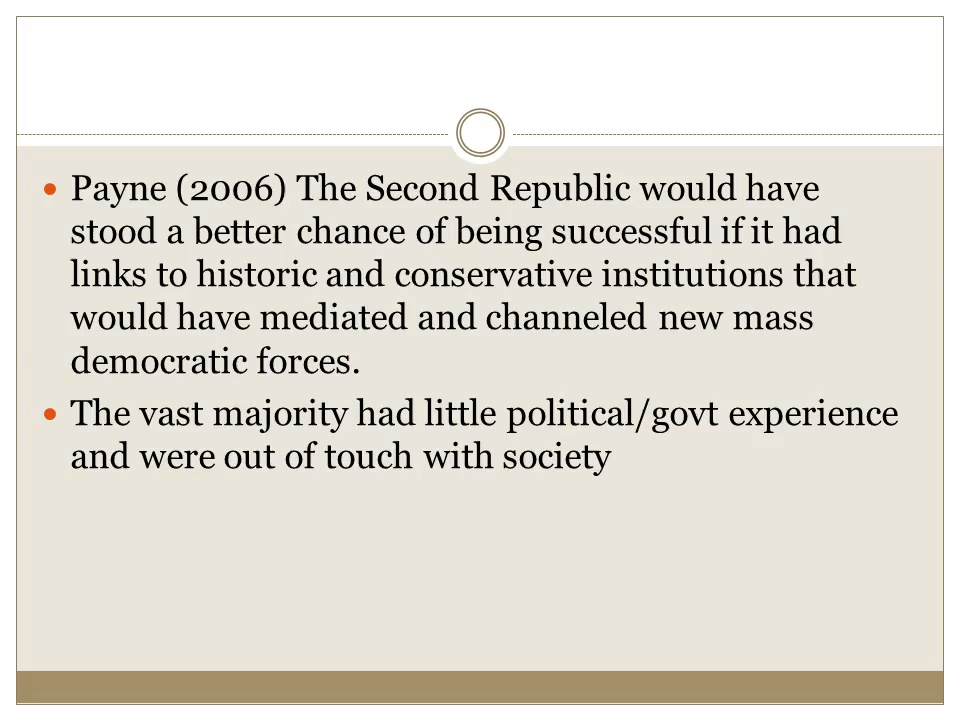 Payne (2006) The Second Republic would have
stood a better chance of being successful if it had
links to historic and conservative institutions that
would have mediated and channeled new mass
democratic forces.
The vast majority had little political/govt experience
and were out of touch with society